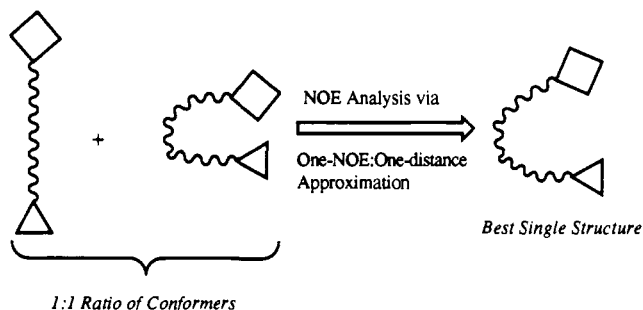 +
NOE Analysis via
One-NOE:One-distance
Approximation
Best Single Structure
1:1 Ratio of Conformers